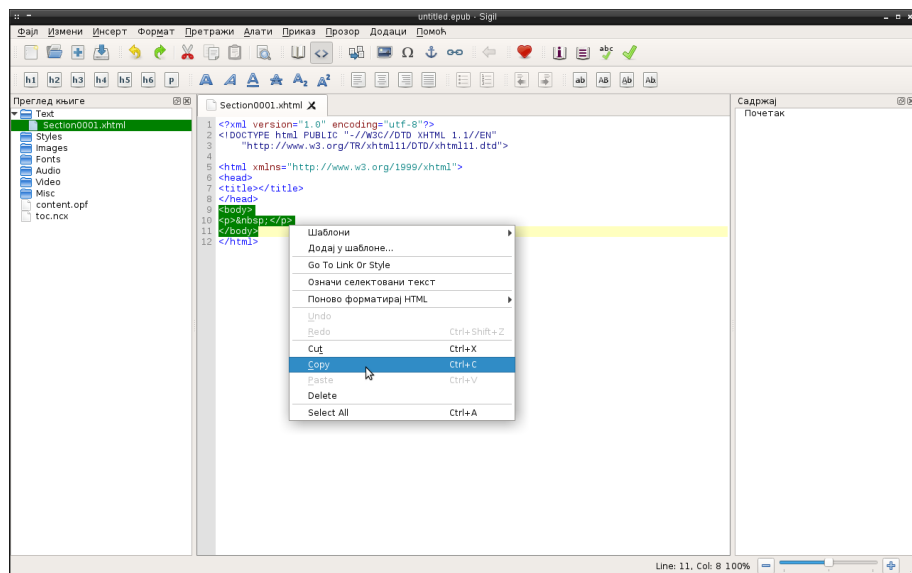 untitled.epub - Sigil
Фајл Измени Инсерт Формат Претражи Алати Приказ Прозор Додаци Помоћ
h1 h2 h3 h4 h5 h6 P A A A A A₂ A² ab AB Ab Ab
Преглед књиге
Text
Section0001.xhtml
Styles
Images
Fonts
Audio
Video
Misc
content.opf
toc.ncx
Section0001.xhtml
1 <?xml version="1.0" encoding="utf-8"?>
2 <!DOCTYPE html PUBLIC "-//W3C//DTD XHTML 1.1//EN"
3 "http://www.w3.org/TR/xhtml11/DTD/xhtml11.dtd">
4
5 <html xmlns="http://www.w3.org/1999/xhtml">
6 <head>
7 <title></title>
8 </head>
9 <body>
10 <p>&nbsp;</p>
11 </body>
12 </html>
Шаблони
Додај у шаблоне...
Go To Link Or Style
Означи селектовани текст
Поново форматирај HTML
Undo
Redo Ctrl+Shift+Z
Cut Ctrl+X
Copy Ctrl+C
Paste Ctrl+V
Delete
Select All Ctrl+A
Садржај
Почетак
Line: 11, Col: 8 100%